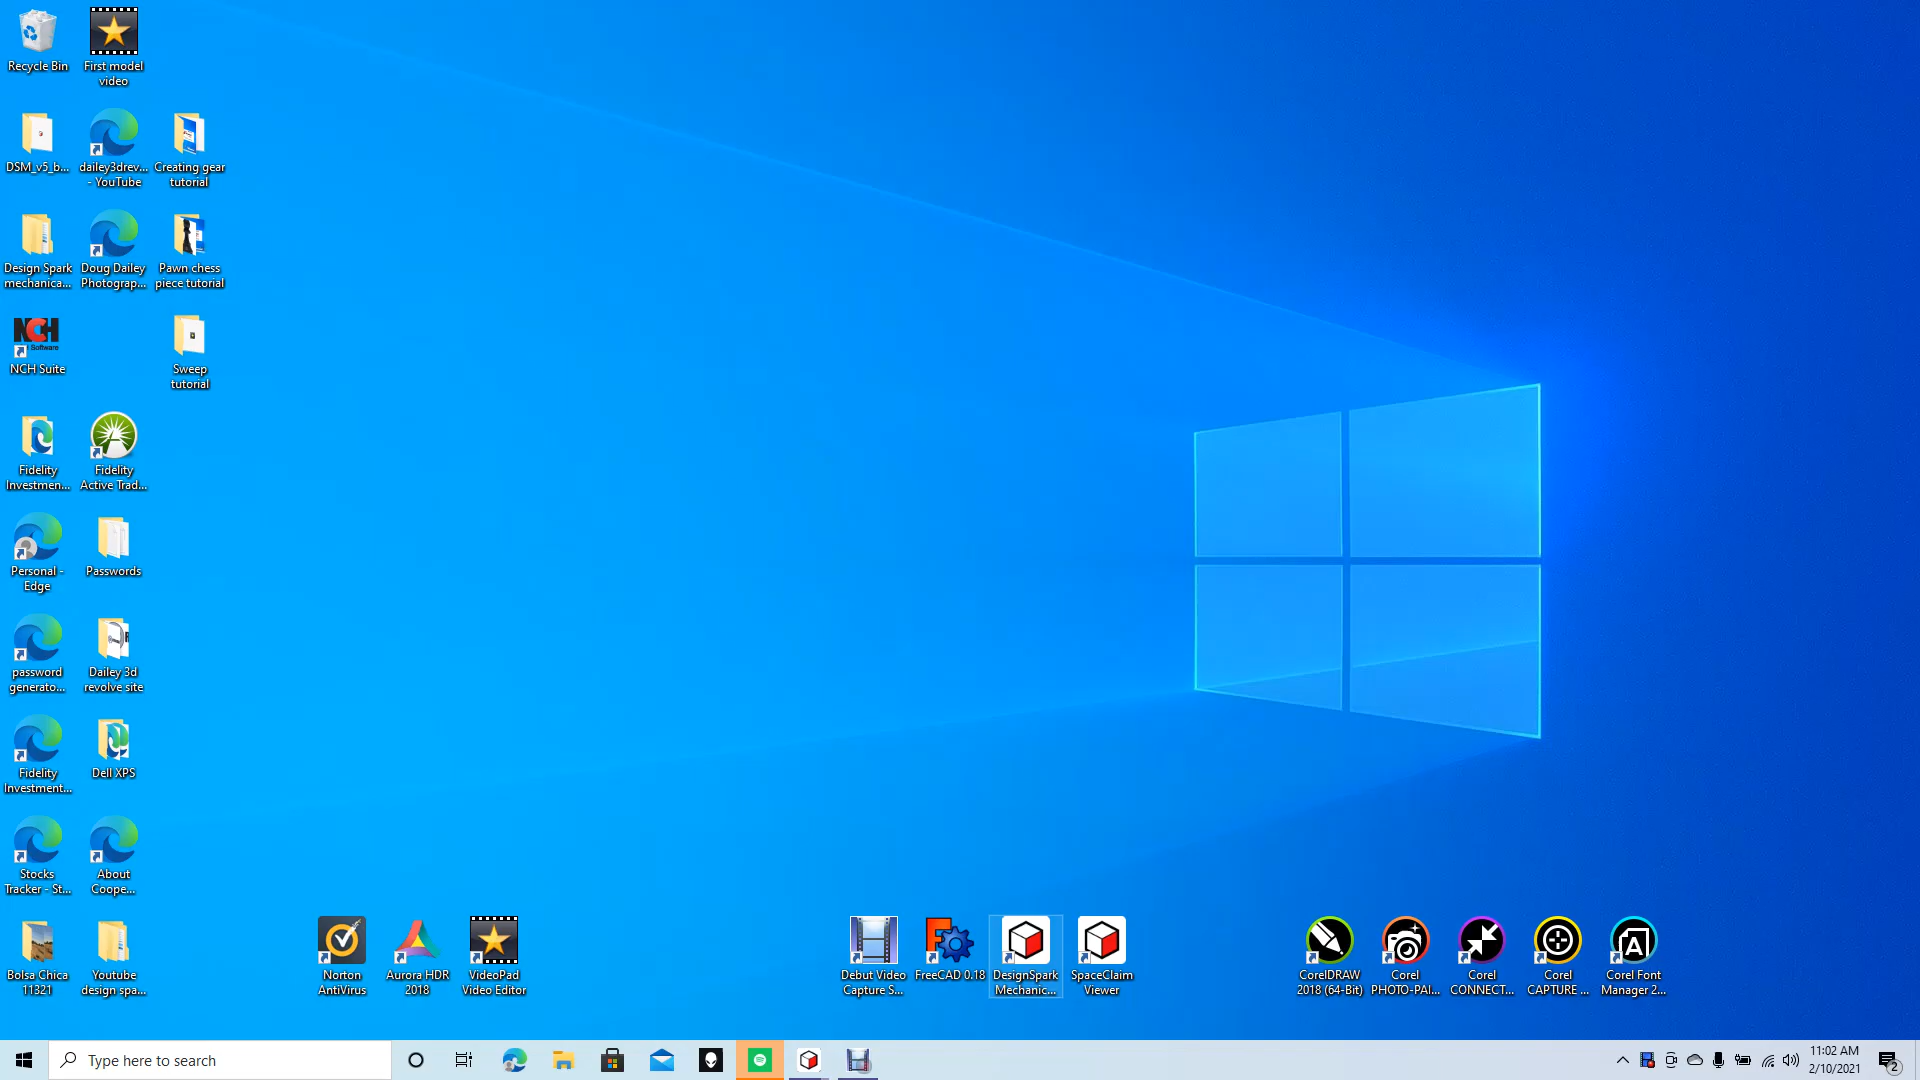 Recycle Bin
First model
video
DSM_v5_b...
dailey3drev...
- YouTube
Creating gear
tutorial
Design Spark
mechanica...
Doug Dailey
Photograp...
Pawn chess
piece tutorial
NCH
Software
NCH Suite
Sweep
tutorial
Fidelity
Investmen...
Fidelity
Active Trad...
Personal -
Edge
Passwords
password
generato...
Dailey 3d
revolve site
Fidelity
Investment...
Dell XPS
Stocks
Tracker - St...
About
Coope...
Bolsa Chica
11321
Youtube
design spa...
Norton
AntiVirus
Aurora HDR
2018
VideoPad
Video Editor
Debut Video
Capture S...
FreeCAD 0.18
DesignSpark
Mechanic...
SpaceClaim
Viewer
CorelDRAW
2018 (64-Bit)
Corel
PHOTO-PAI...
Corel
CONNECT...
Corel
CAPTURE ...
Corel Font
Manager 2...
Type here to search
11:02 AM
2/10/2021
2